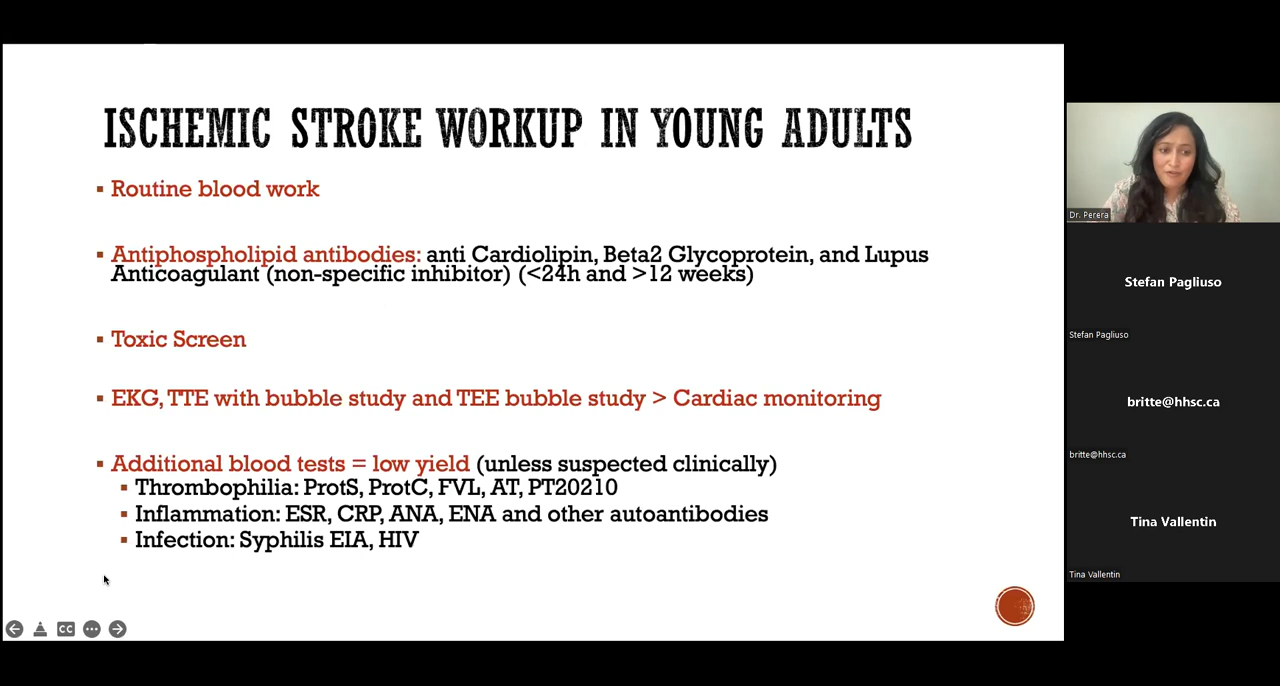 ISCHEMIC STROKE WORKUP IN YOUNG ADULTS
▪ Routine blood work
▪ Antiphospholipid antibodies: anti Cardiolipin, Beta2 Glycoprotein, and Lupus
Anticoagulant (non-specific inhibitor) (<24h and >12 weeks)
▪ Toxic Screen
▪ EKG, TTE with bubble study and TEE bubble study > Cardiac monitoring
▪ Additional blood tests = low yield (unless suspected clinically)
▪ Thrombophilia: ProtS, ProtC, FVL, AT, PT20210
▪ Inflammation: ESR, CRP, ANA, ENA and other autoantibodies
▪ Infection: Syphilis EIA, HIV
CC
Dr. Perera
Stefan Pagliuso
Stefan Pagliuso
britte@hhsc.ca
britte@hhsc.ca
Tina Vallentin
Tina Vallentin